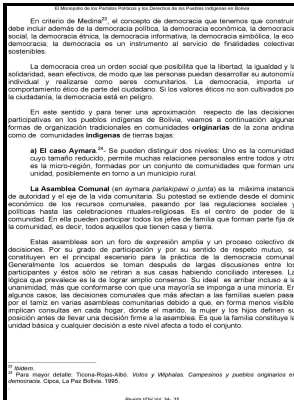 El Monopolio de los Partidos Políticos y los Derechos de los Pueblos Indígenas en Bolivia
En criterio de Medina23, el concepto de democracia que tenemos que construir
debe incluir además de la democracia política, la democracia económica, la democracia
social, la democracia étnica, la democracia informativa, la democracia simbólica, la eco
democracia; la democracia es un instrumento al servicio de finalidades colectivas
sostenibles.
La democracia crea un orden social que posibilita que la libertad, la igualdad y la
solidaridad, sean efectivos, de modo que las personas puedan desarrollar su autonomía
individual y realizarse como seres comunitarios. La democracia, importa un
comportamiento ético de parte del ciudadano. Si los valores éticos no son cultivados por
la ciudadanía, la democracia está en peligro.
En este sentido y para tener una aproximación respecto de las decisiones
participativas en los pueblos indígenas de Bolivia, veamos a continuación algunas
formas de organización tradicionales en comunidades originarias de la zona andina
como de comunidades indígenas de tierras bajas:
a) El caso Aymara.24- Se pueden distinguir dos niveles: Uno es la comunidad
cuyo tamaño reducido, permite muchas relaciones personales entre todos y otra
es la micro-región, formadas por un conjunto de comunidades que forman una
unidad, posiblemente en torno a un municipio rural.
La Asamblea Comunal (en aymara parlakipawi o junta) es la máxima instancia
de autoridad y el eje de la vida comunitaria. Su potestad se extiende desde el dominio
económico de los recursos comunales, pasando por las regulaciones sociales y
políticas hasta las celebraciones rituales-religiosas. Es el centro de poder de la
comunidad. En ella pueden participar todos los jefes de familia que forman parte fija de
la comunidad, es decir, todos aquellos que tienen casa y tierra.
Estas asambleas son un foro de expresión amplia y un proceso colectivo de
decisiones. Por su grado de participación y por su sentido de respeto mutuo, se
constituyen en el principal escenario para la práctica de la democracia comunal.
Generalmente los acuerdos se toman después de largas discusiones entre los
participantes y éstos sólo se retiran a sus casas habiendo conciliado intereses. La
lógica que prevalece es la de lograr amplio consenso. Su ideal es arribar incluso a la
unanimidad, más que conformarse con que una mayoría se imponga a una minoría. En
algunos casos, las decisiones comunales que más afectan a las familias suelen pasar
por el tamiz en varias asambleas comunitarias debido a que, en forma menos visible,
implican consultas en cada hogar, donde el marido, la mujer y los hijos definen su
posición antes de llevar una decisión firme a la asamblea. Es que la familia constituye la
unidad básica y cualquier decisión a este nivel afecta a todo el conjunto.
23 Ibidem.
24 Para mayor detalle: Ticona-Rojas-Albó. Votos y Wiphalas. Campesinos y pueblos originarios en
democracia. Cipca, La Paz Bolivia. 1995.